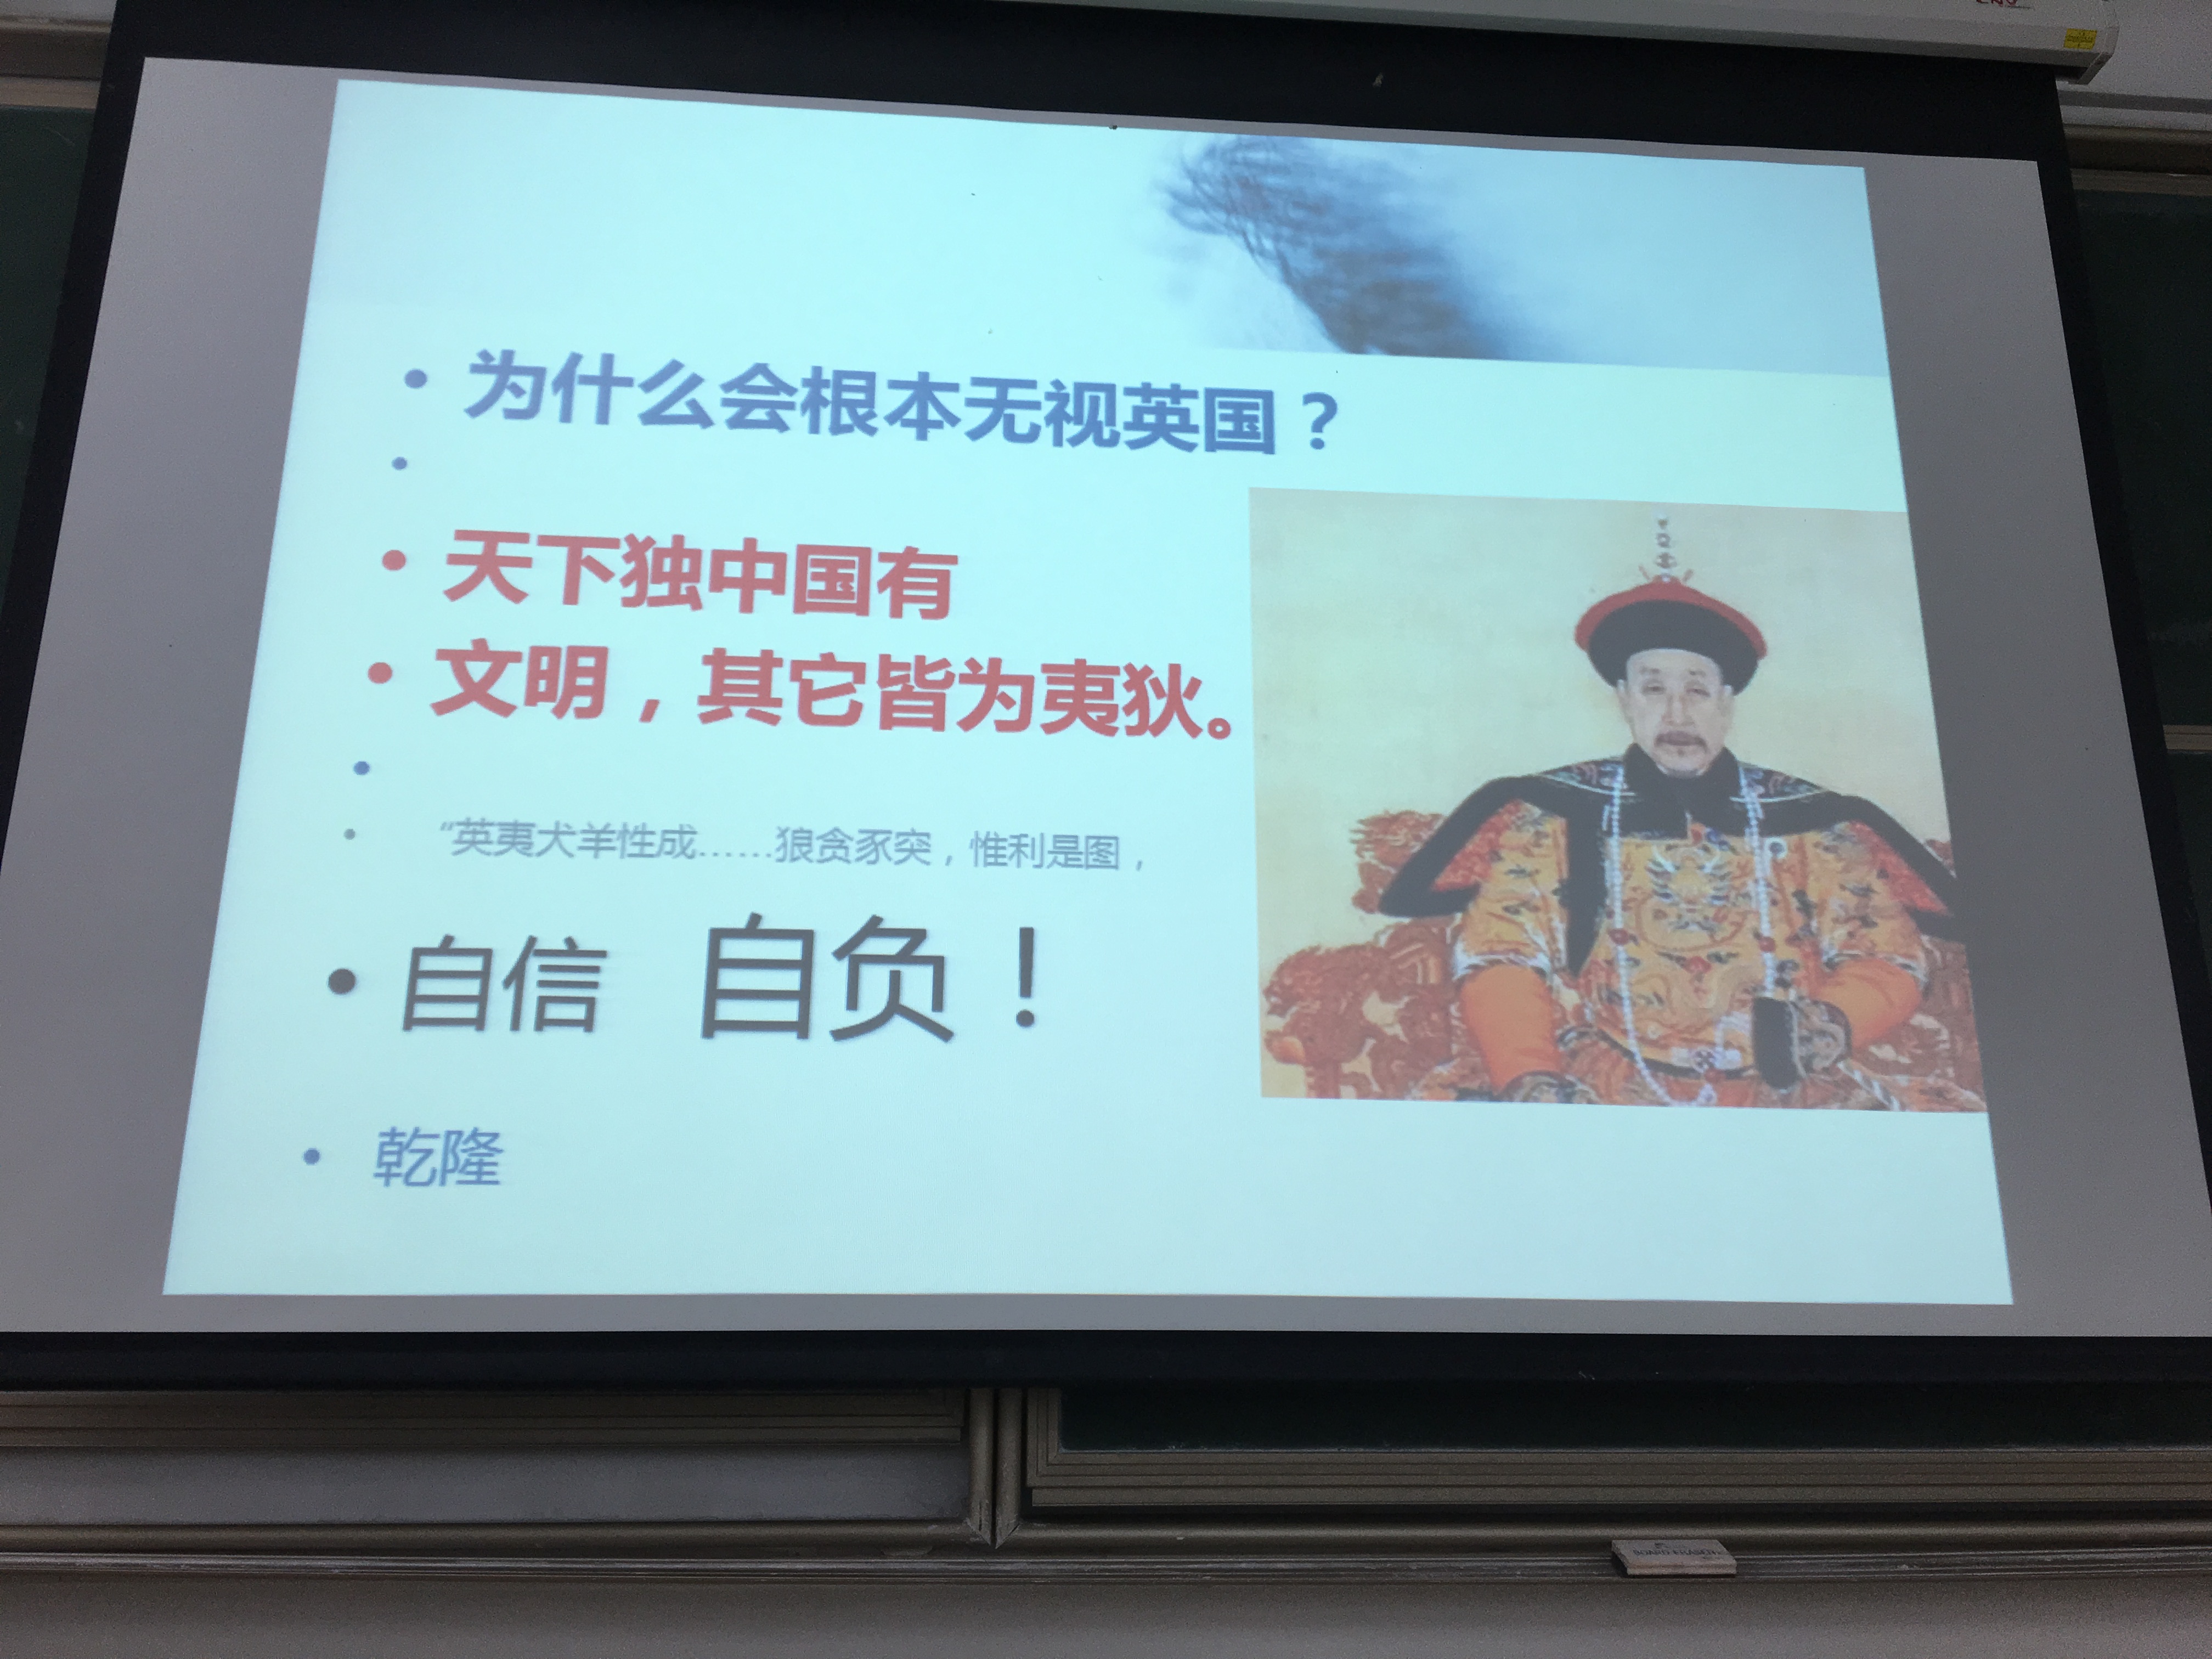 为什么会根本无视英国？
天下独中国有
文明，其它皆为夷狄。
“英夷犬羊性成……狼贪豕突，惟利是图，
自信 自负！
乾隆
BOARD ERASER